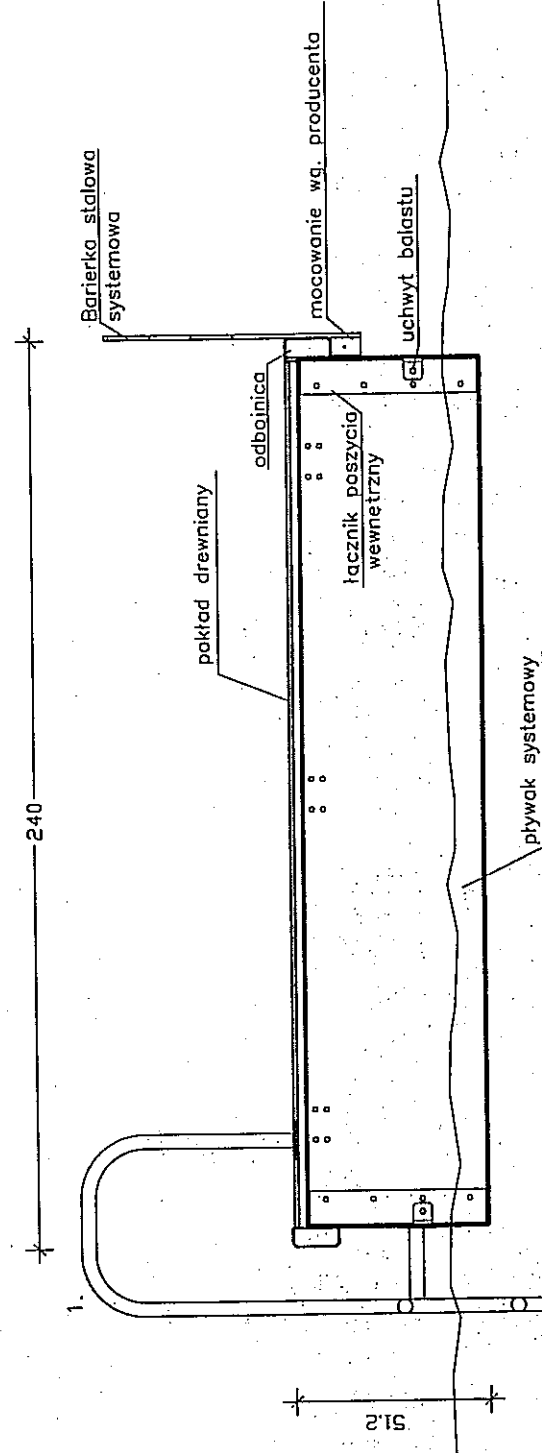 240
Barierka stalowa
systemowa
pokład drewniany
odbojnica
mocowanie wg. producenta
łącznik poszycia
wewnętrzny
uchwyt balastu
pływak systemowy
1.
51.2